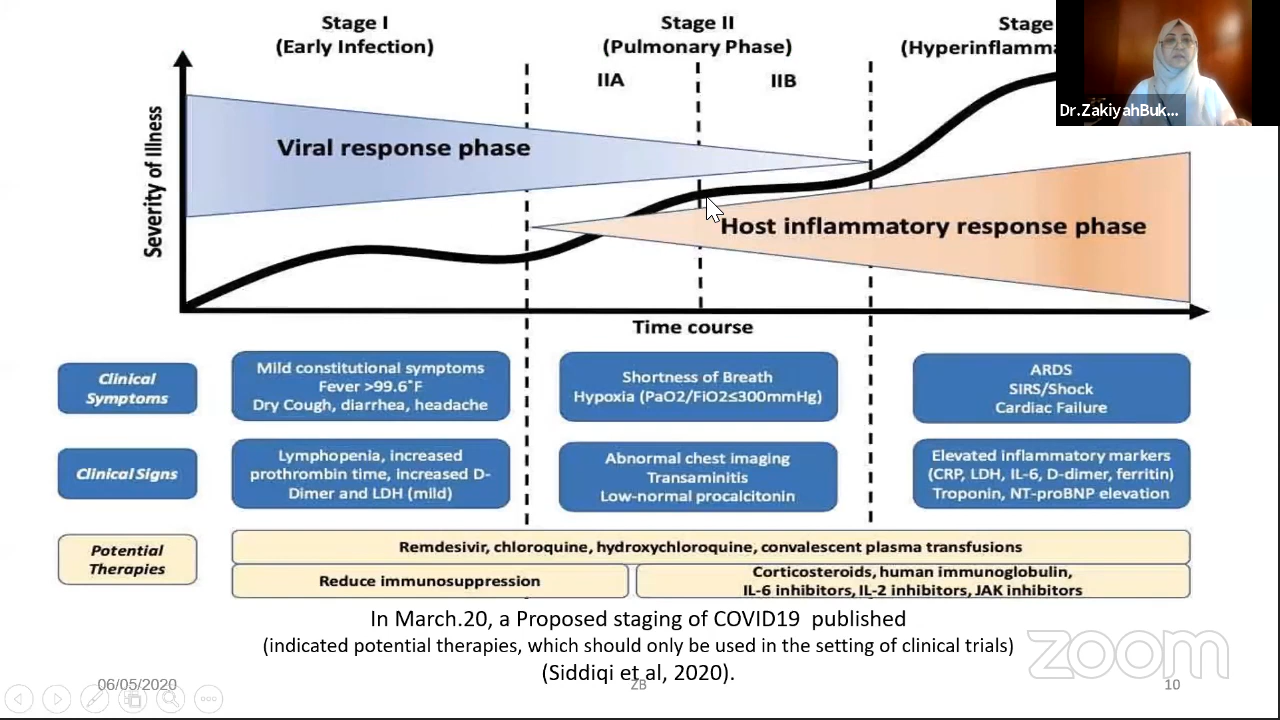 Stage I
(Early Infection)
Stage II
(Pulmonary Phase)
Stage
(Hyperinflamma
IIA
IIB
Dr.ZakiyahBuk...
Severity of Illness
Viral response phase
Host inflammatory response phase
Time course
Clinical
Symptoms
Mild constitutional symptoms
Fever >99.6°F
Dry Cough, diarrhea, headache
Shortness of Breath
Hypoxia (PaO2/FiO2≤300mmHg)
ARDS
SIRS/Shock
Cardiac Failure
Clinical Signs
Lymphopenia, increased
prothrombin time, increased D-
Dimer and LDH (mild)
Abnormal chest imaging
Transaminitis
Low-normal procalcitonin
Elevated inflammatory markers
(CRP, LDH, IL-6, D-dimer, ferritin)
Troponin, NT-proBNP elevation
Potential
Therapies
Remdesivir, chloroquine, hydroxychloroquine, convalescent plasma transfusions
Reduce immunosuppression
Corticosteroids, human immunoglobulin,
IL-6 inhibitors, IL-2 inhibitors, JAK inhibitors
In March.20, a Proposed staging of COVID19 published
(indicated potential therapies, which should only be used in the setting of clinical trials)
(Siddiqi et al, 2020).
06/05/2020
ZB
10
zoom